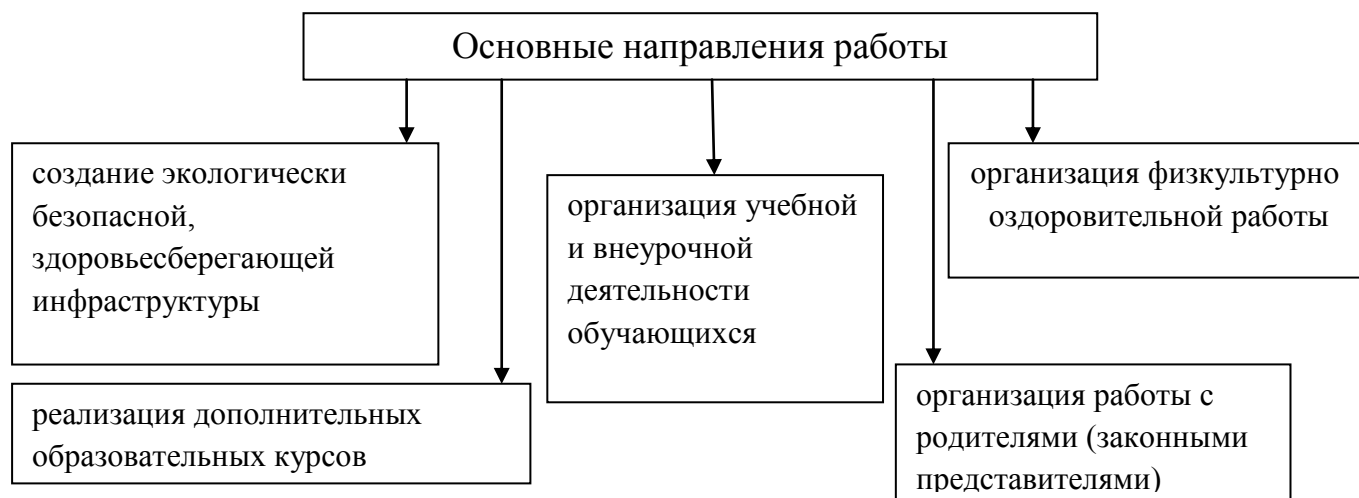 Основные направления работы
создание экологически
безопасной,
здоровьесберегающей
инфраструктуры
организация учебной
и внеурочной
деятельности
обучающихся
организация физкультурно
оздоровительной работы
реализация дополнительных
образовательных курсов
организация работы с
родителями (законными
представителями)